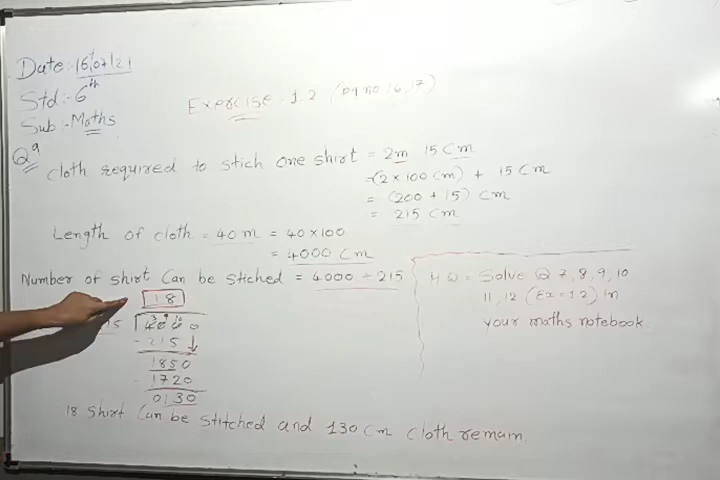 Date:- 16/07/21
Std:- 6th
Sub:- Maths
Exercise:- 1.2 (pg no 16, 17)
Q9
Cloth required to stich one shirt = 2m 15 Cm
= (2 × 100 Cm) + 15 Cm
= (200 + 15) Cm
= 215 Cm
Length of cloth = 40 m = 40 × 100
= 4000 Cm
Number of shirt Can be stiched = 4000 ÷ 215
18
- 215 ↓
1850
- 1720
0130
18 Shirt Can be stitched and 130 Cm cloth remain.
H.W:- Solve Q 7, 8, 9, 10
11, 12 (Ex = 1.2) in
your maths notebook